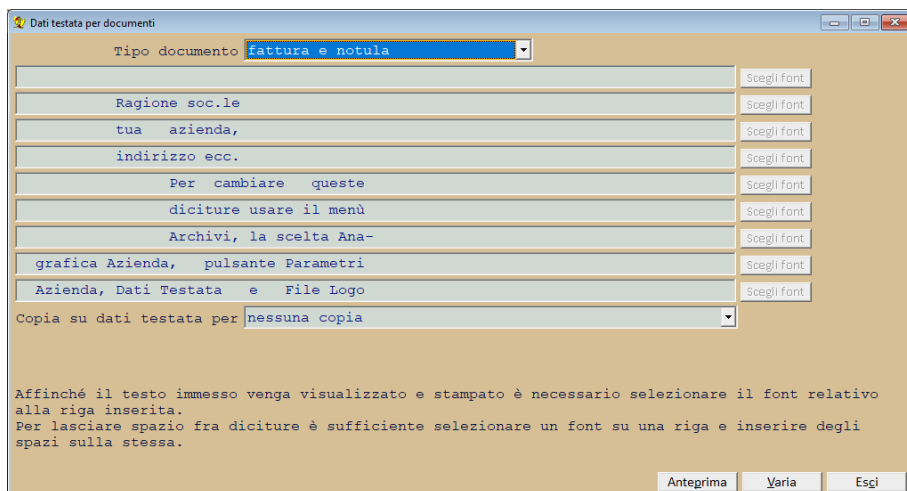 Dati testata per documenti
Tipo documento fattura e notula
Scegli font
Ragione soc.le Scegli font
tua azienda, Scegli font
indirizzo ecc. Scegli font
Per cambiare queste Scegli font
diciture usare il menù Scegli font
Archivi, la scelta Ana- Scegli font
grafica Azienda, pulsante Parametri Scegli font
Azienda, Dati Testata e File Logo Scegli font
Copia su dati testata per nessuna copia
Affinché il testo immesso venga visualizzato e stampato è necessario selezionare il font relativo
alla riga inserita.
Per lasciare spazio fra diciture è sufficiente selezionare un font su una riga e inserire degli
spazi sulla stessa.
Anteprima Varia Esci